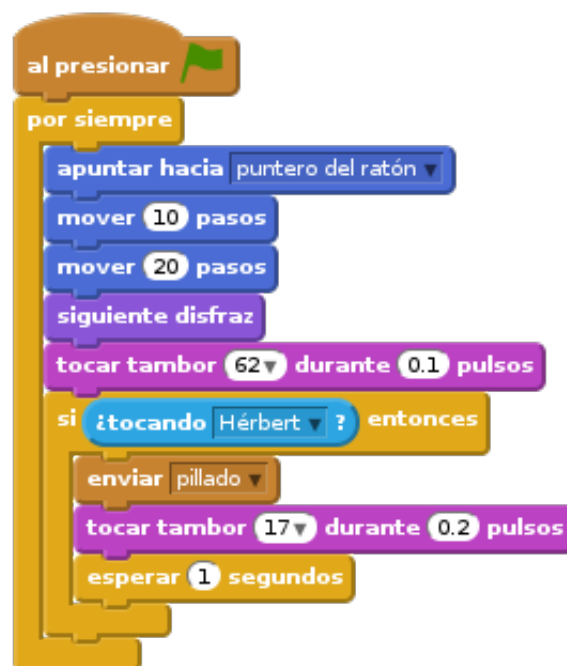 al presionar
por siempre
apuntar hacia puntero del ratón
mover 10 pasos
mover 20 pasos
siguiente disfraz
tocar tambor 62 durante 0.1 pulsos
si ¿tocando Hérbert ? entonces
enviar pillado
tocar tambor 17 durante 0.2 pulsos
esperar 1 segundos